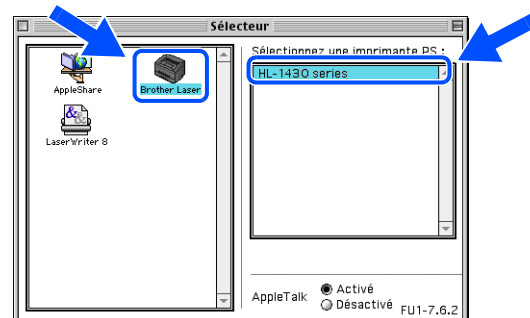 Sélecteur
AppleShare
Brother Laser
LaserWriter 8
Sélectionnez une imprimante PS :
HL-1430 series
AppleTalk
Activé
Désactivé
FU1-7.6.2